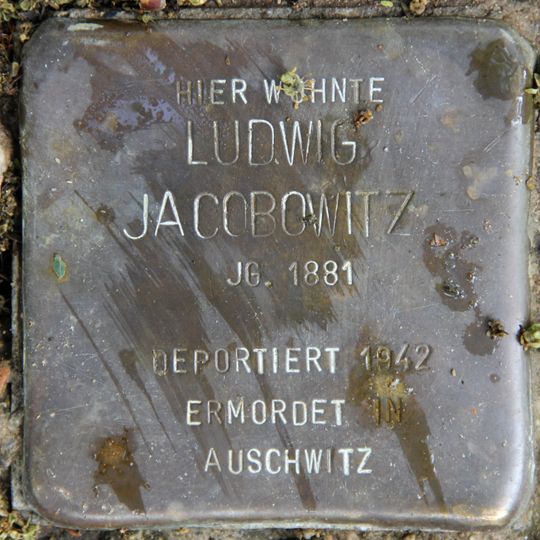 HIER WOHNTE
LUDWIG
JACOBOWITZ
JG. 1881
DEPORTIERT 1942
ERMORDET IN
AUSCHWITZ